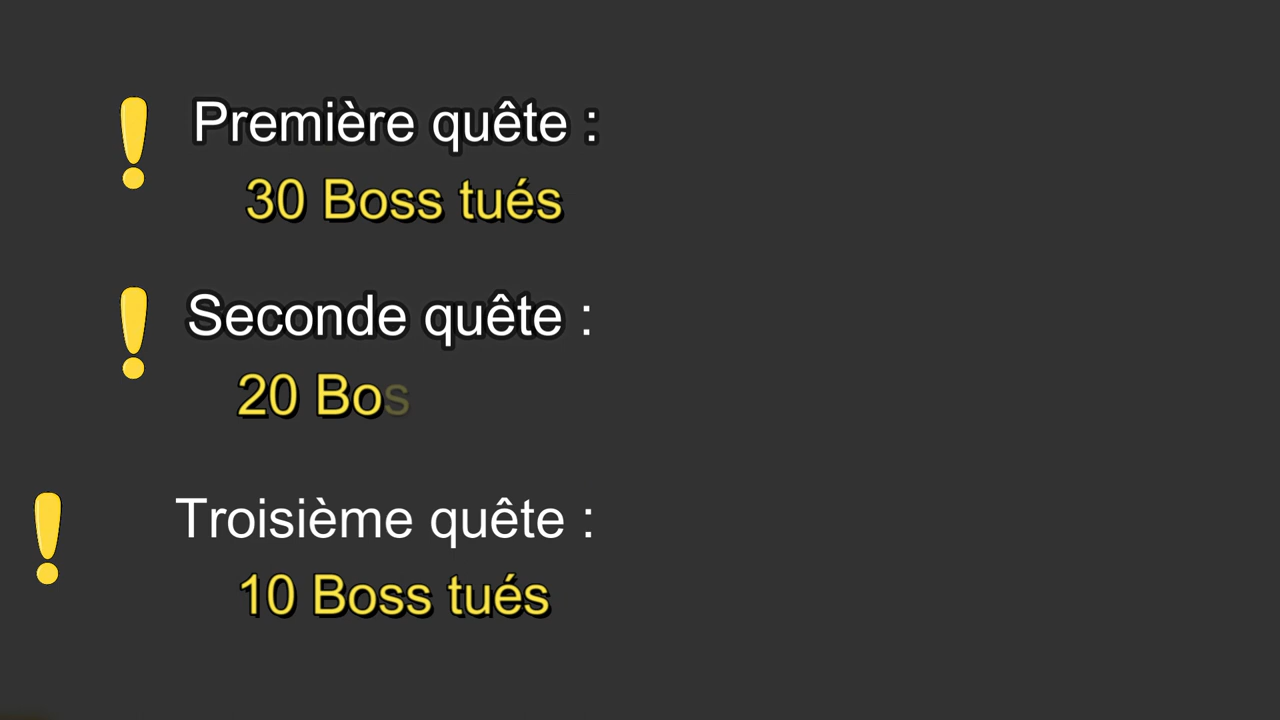 Première quête :
30 Boss tués
Seconde quête :
20 Bos
Troisième quête :
10 Boss tués